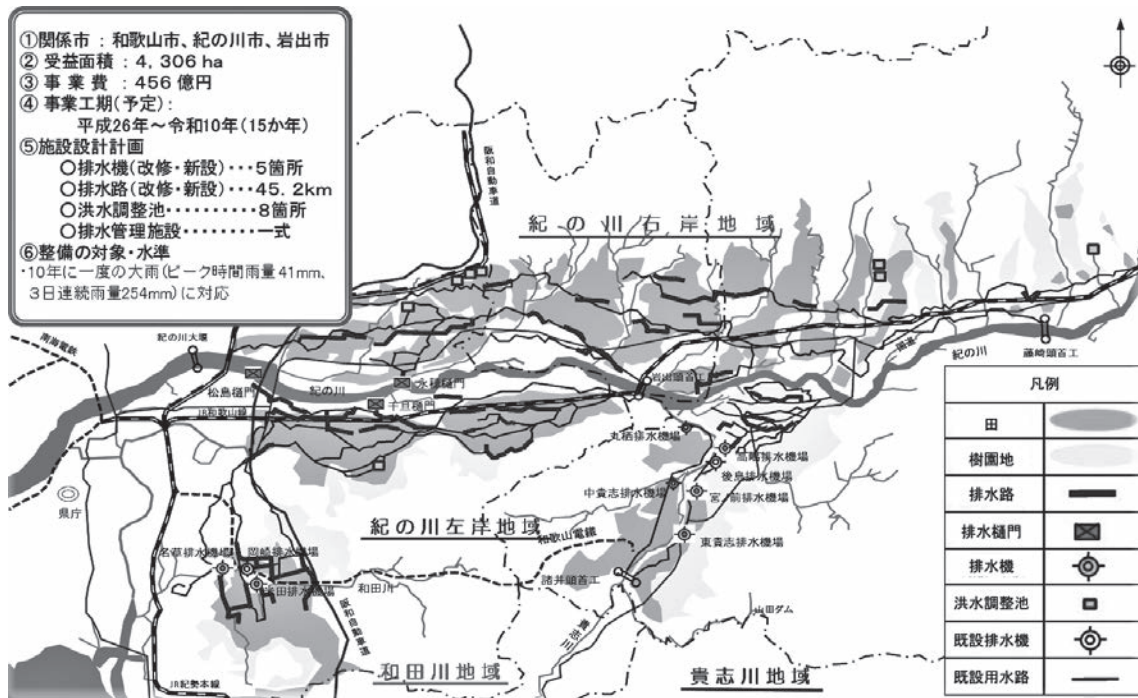 ①関係市 : 和歌山市、紀の川市、岩出市
② 受益面積 : 4, 306 ha
③ 事 業 費 : 456 億円
④ 事業工期(予定) :
平成26年～令和10年(15か年)
⑤施設設計計画
〇排水機(改修・新設)・・・5箇所
〇排水路(改修・新設)・・・45. 2km
〇洪水調整池・・・・・・・・・・8箇所
〇排水管理施設・・・・・・・・一式
⑥整備の対象・水準
・10年に一度の大雨(ピーク時間雨量41mm、
3日連続雨量254mm)に対応
阪和自動車道
紀の川右岸地域
南海電鉄
紀の川大堰
松島樋門
紀の川
永穂樋門
千旦樋門
JR和歌山線
岩出頭首工
紀の川
藤崎頭首工
丸栖排水機場
高嶋排水機場
後島排水機場
中貴志排水機場
宮ノ前排水機場
東貴志排水機場
県庁
紀の川左岸地域
和歌山電鐵
名草排水機場
岡崎排水機場
和田川
諸井頭首工
山田ダム
貴志川
阪和自動車道
JR紀勢本線
和田川地域
貴志川地域
凡例
田
樹園地
排水路
排水樋門
排水機
洪水調整池
既設排水機
既設用水路